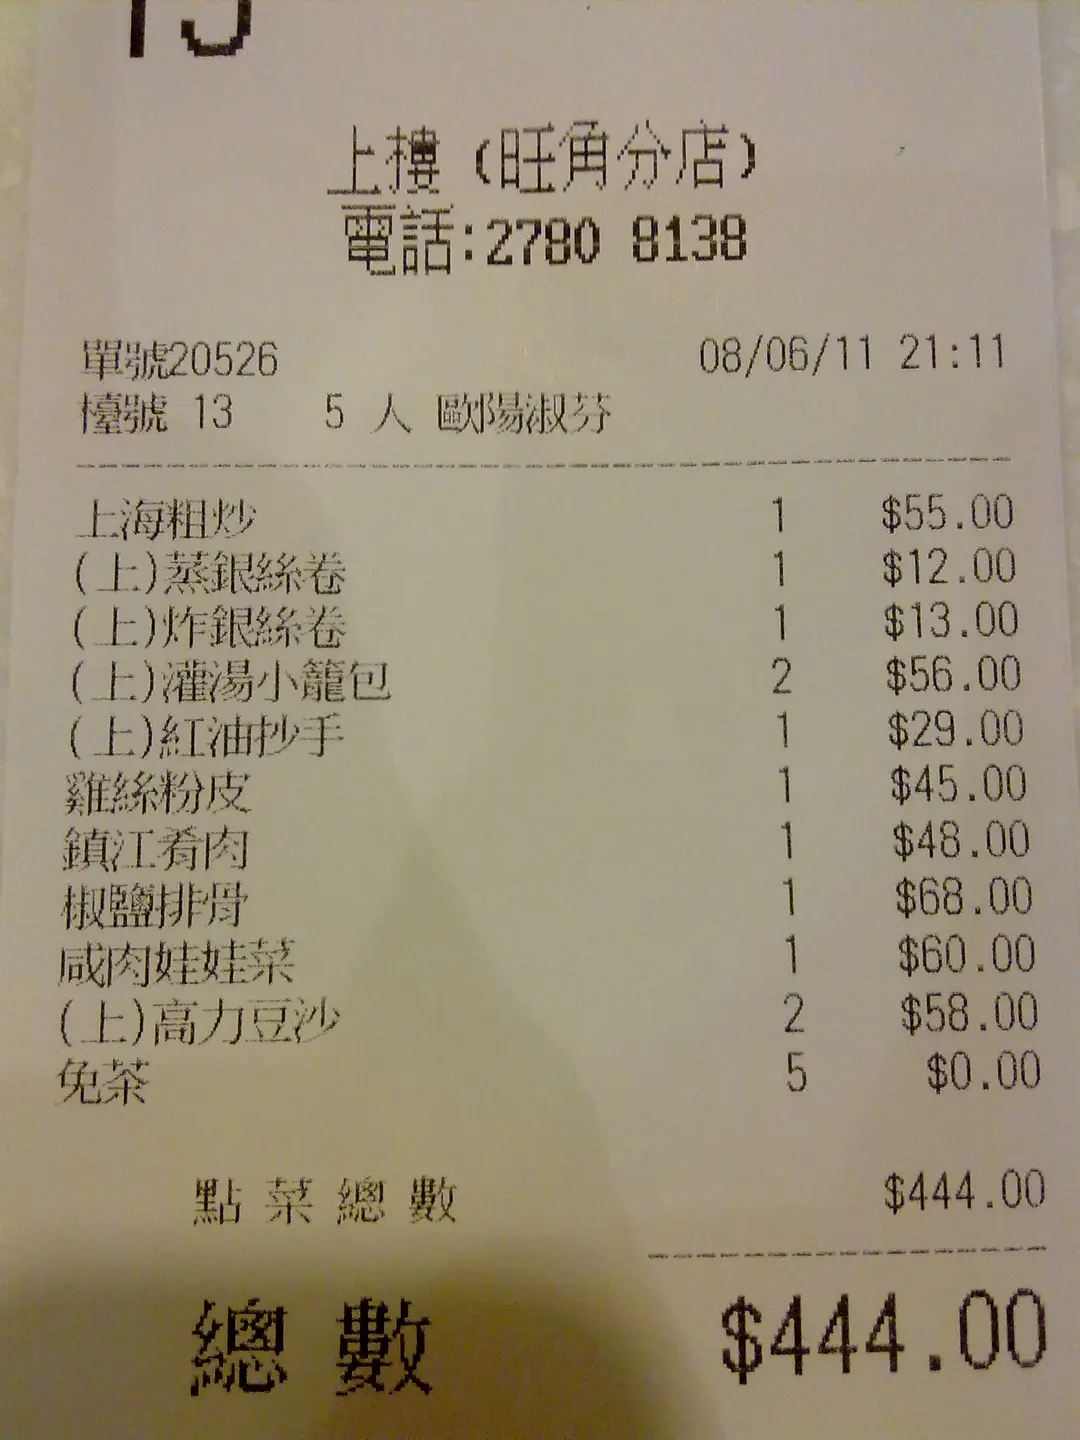 13
上樓 (旺角分店)
電話:2780 8138
單號20526 08/06/11 21:11
檯號 13 5 人 歐陽淑芬
上海粗炒 1 $55.00
(上)蒸銀絲卷 1 $12.00
(上)炸銀絲卷 1 $13.00
(上)灌湯小籠包 2 $56.00
(上)紅油抄手 1 $29.00
雞絲粉皮 1 $45.00
鎮江肴肉 1 $48.00
椒鹽排骨 1 $68.00
咸肉娃娃菜 1 $60.00
(上)高力豆沙 2 $58.00
免茶 5 $0.00
點 菜 總 數 $444.00
總 數 $444.00